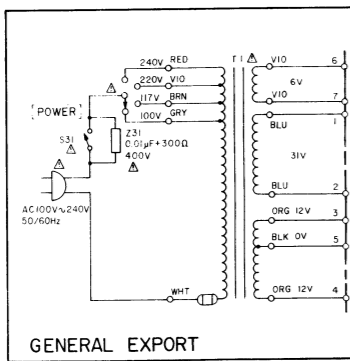 240V RED
220V VIO
117V BRN
100V GRY
T1
VIO 6
6V
VIO 7
BLU 1
31V
BLU 2
ORG 12V 3
BLK 0V 5
ORG 12V 4
[POWER]
S31
Z31
0.01µF+300Ω
400V
AC100V~240V
50/60Hz
WHT
GENERAL EXPORT